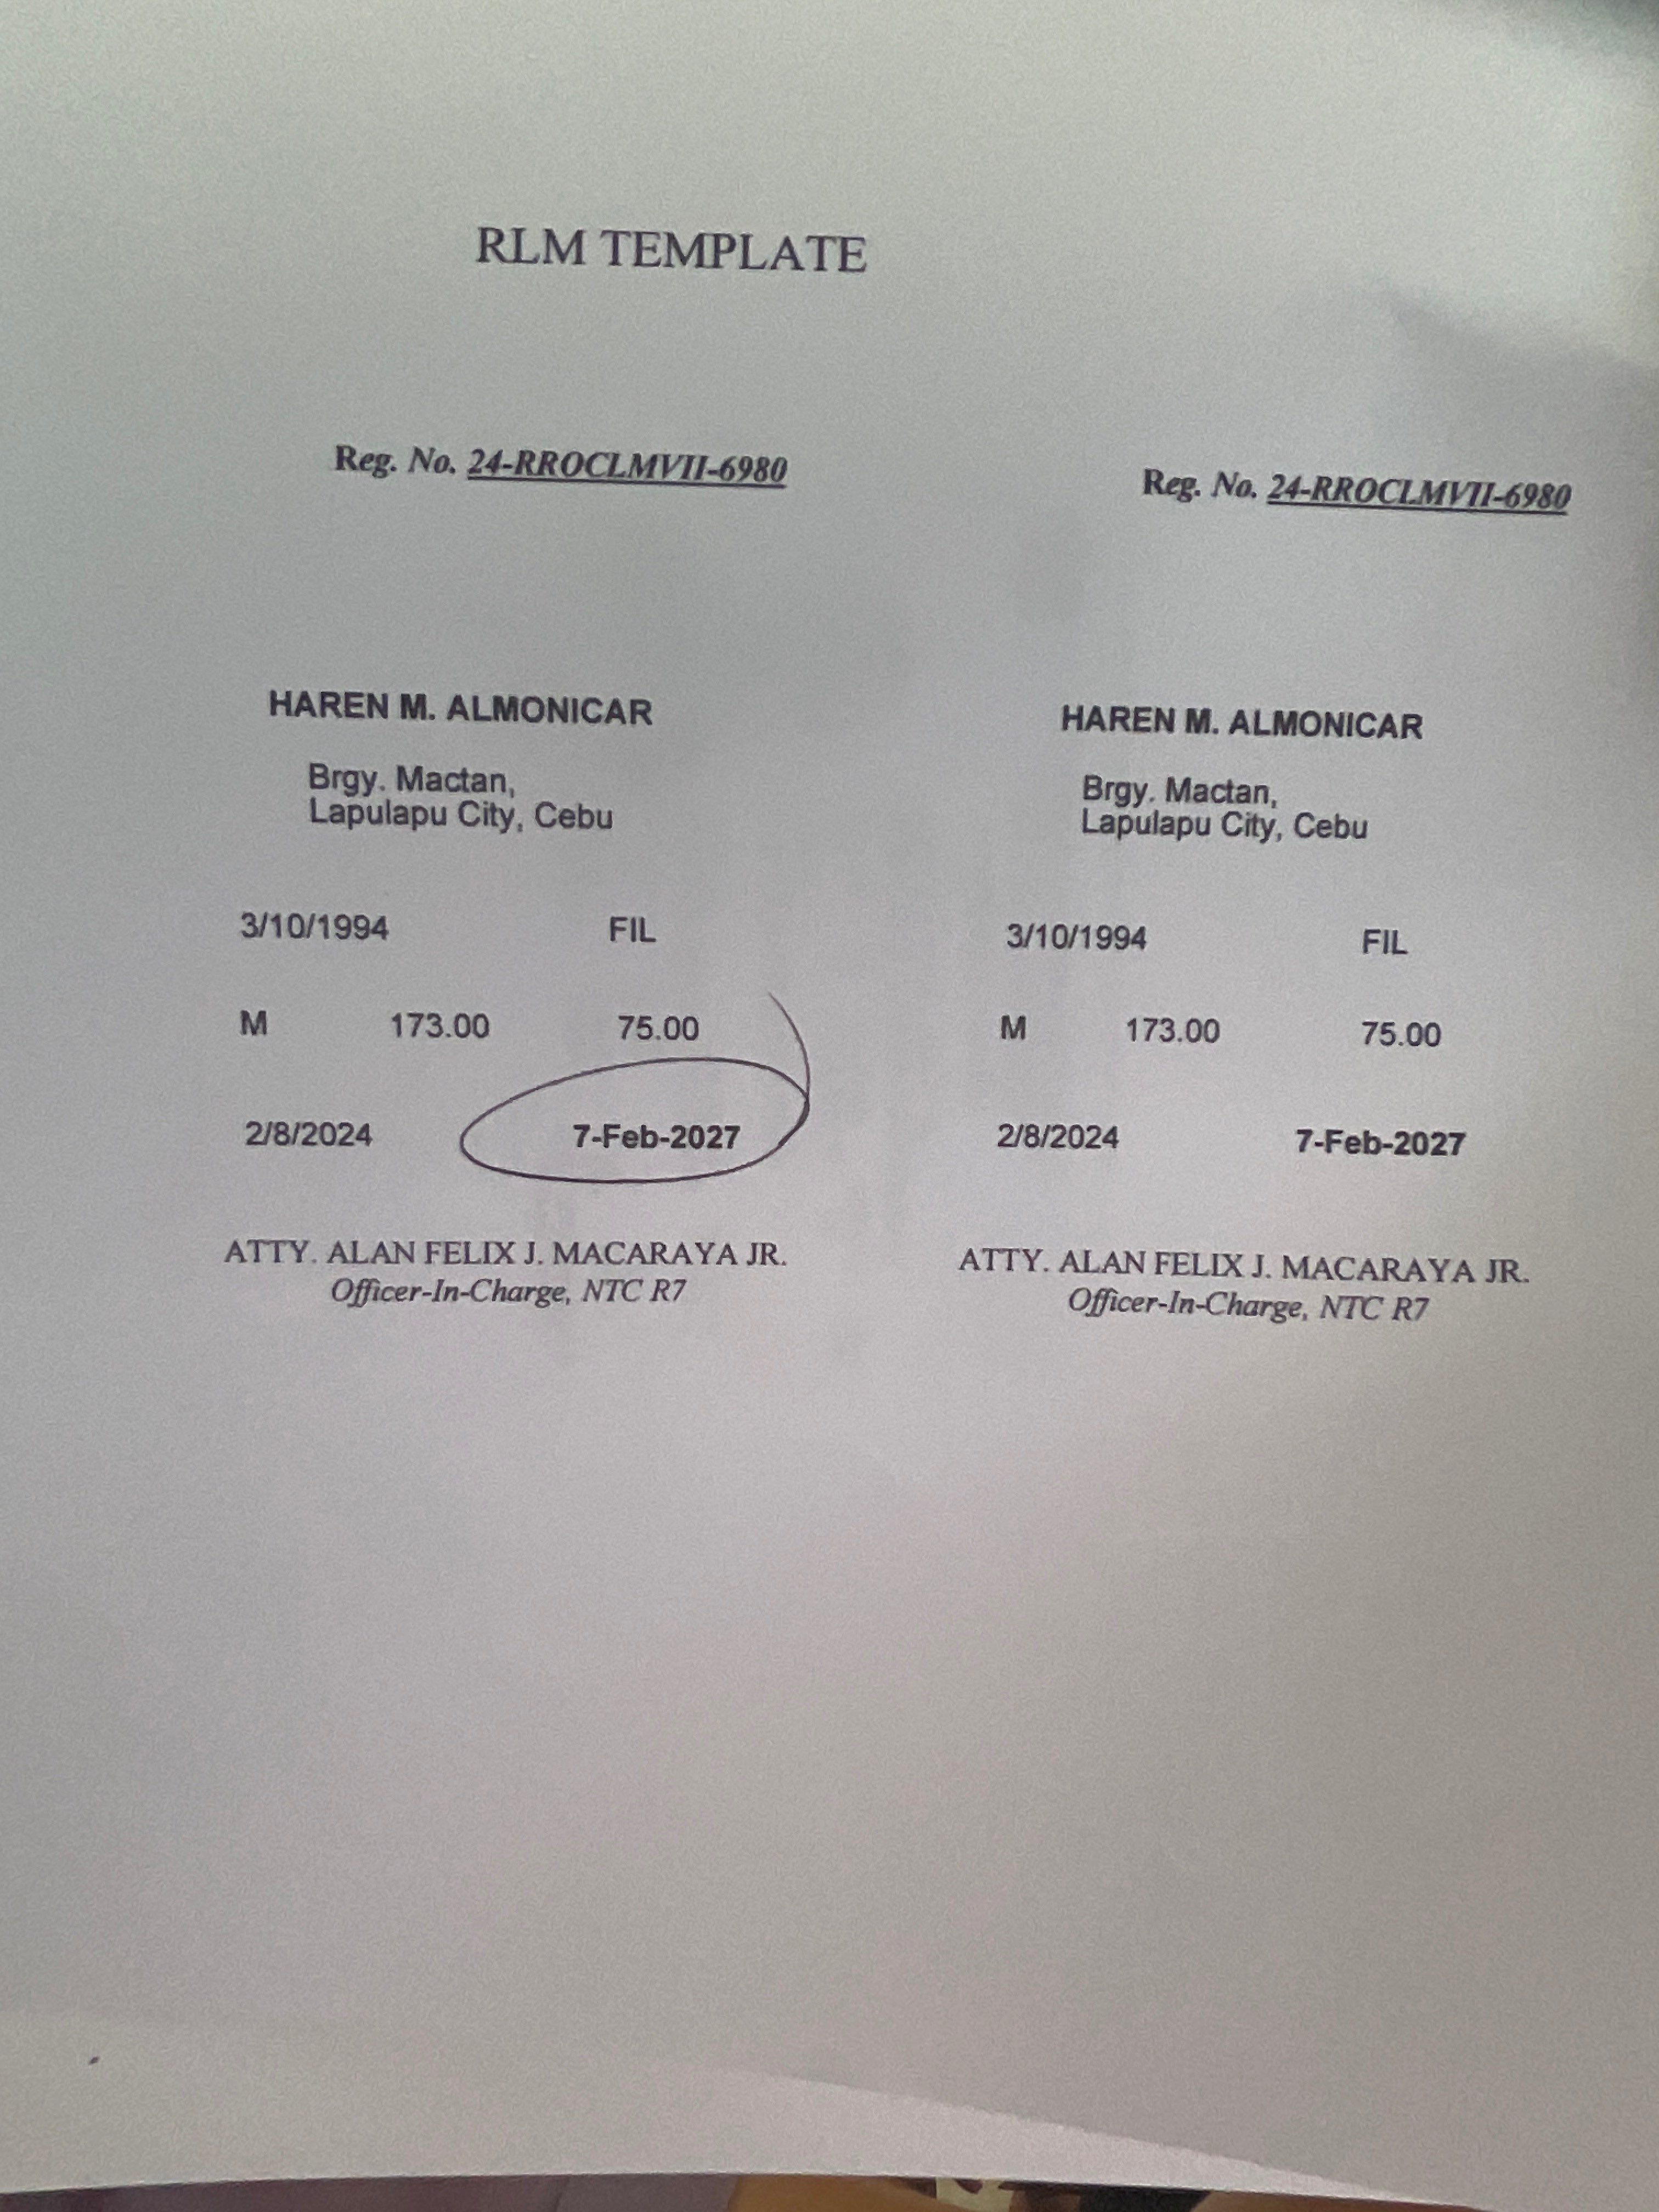 RLM TEMPLATE
Reg. No. 24-RROCLMVII-6980
HAREN M. ALMONICAR
Brgy. Mactan,
Lapulapu City, Cebu
3/10/1994 FIL
M 173.00 75.00
2/8/2024 7-Feb-2027
ATTY. ALAN FELIX J. MACARAYA JR.
Officer-In-Charge, NTC R7
Reg. No. 24-RROCLMVII-6980
HAREN M. ALMONICAR
Brgy. Mactan,
Lapulapu City, Cebu
3/10/1994 FIL
M 173.00 75.00
2/8/2024 7-Feb-2027
ATTY. ALAN FELIX J. MACARAYA JR.
Officer-In-Charge, NTC R7